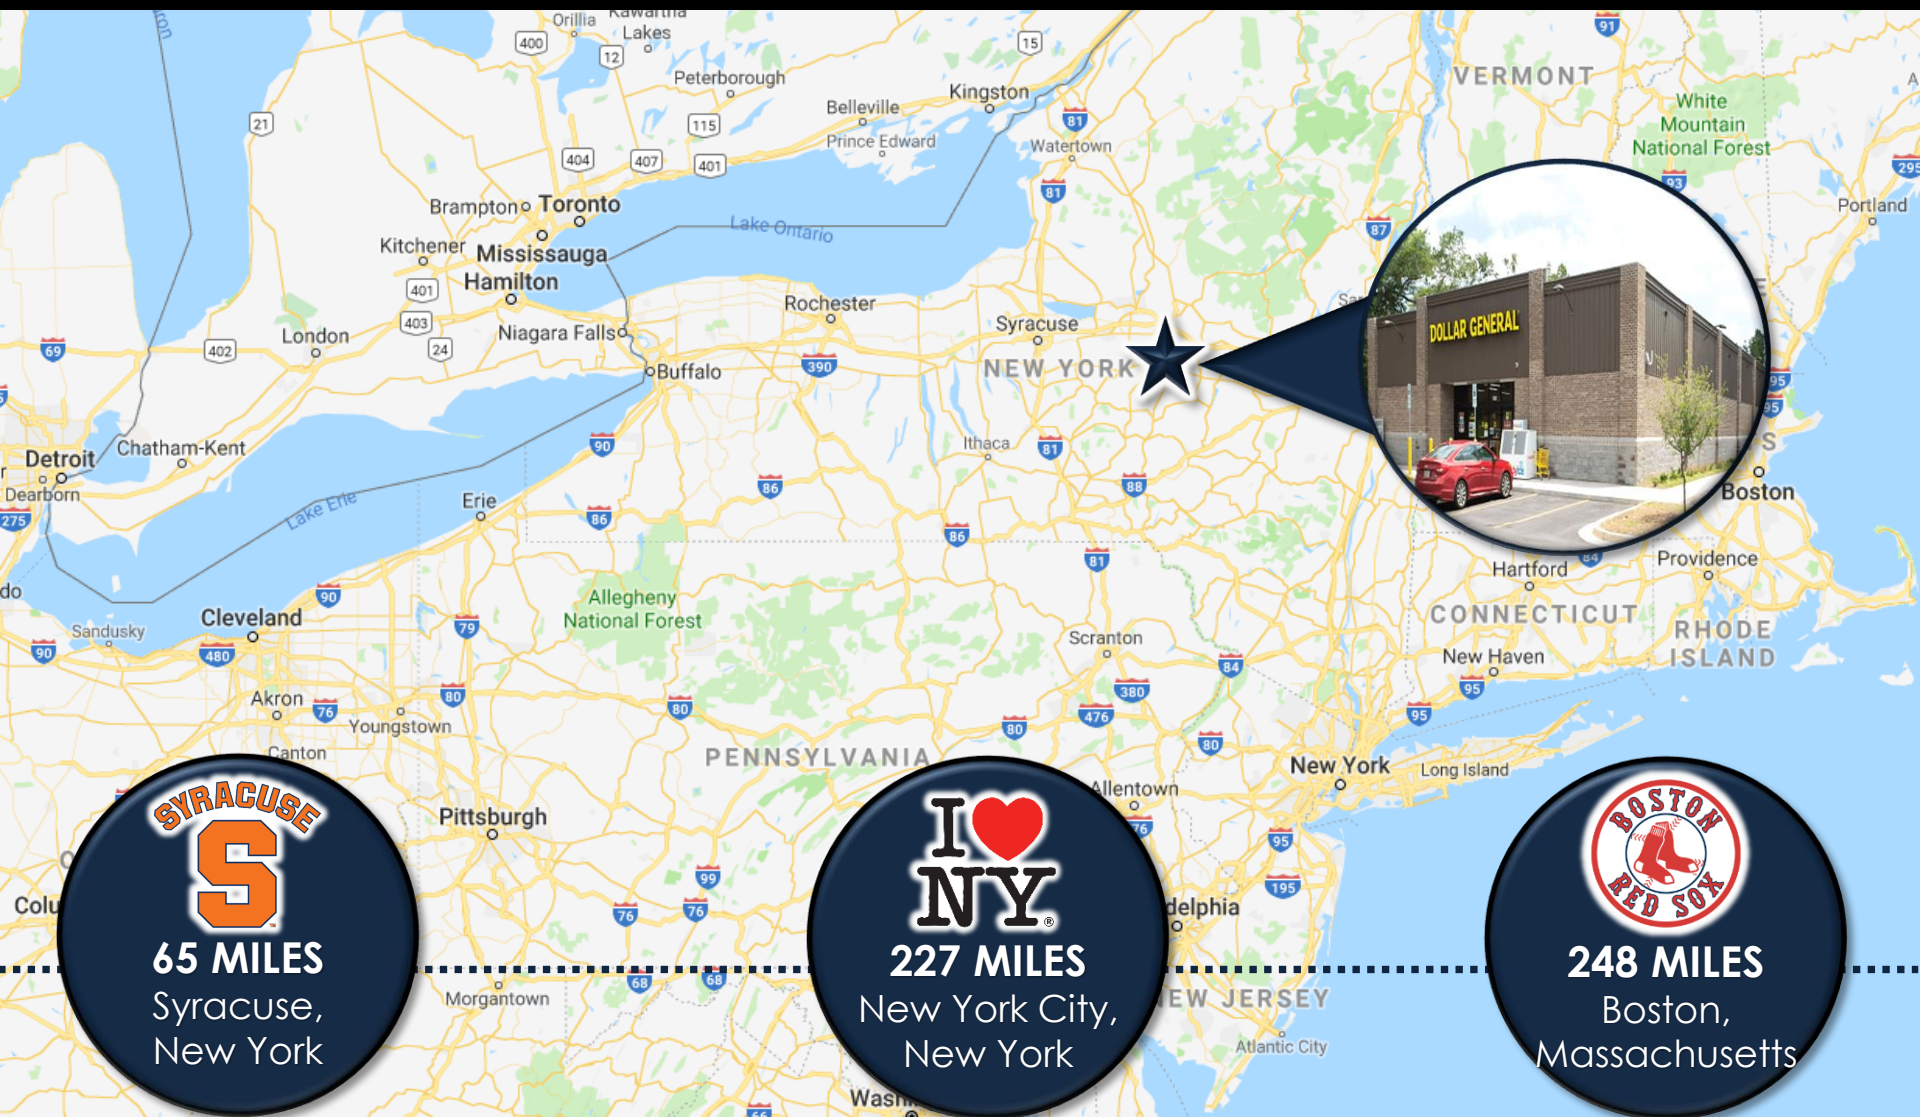 Orillia
Kawartha
Lakes
400
12
15
Peterborough
Kingston
Belleville
Prince Edward
21
115
81
Watertown
404
407
401
81
VERMONT
91
White
Mountain
National Forest
93
295
Portland
Brampton
Toronto
Lake Ontario
Kitchener
Mississauga
Hamilton
401
403
24
Niagara Falls
Rochester
Syracuse
87
69
402
London
Buffalo
390
NEW YORK
DOLLAR GENERAL
95
95
Chatham-Kent
Detroit
Dearborn
275
Lake Erie
Erie
90
86
86
86
Ithaca
81
88
81
Boston
84
Hartford
Providence
CONNECTICUT
RHODE
ISLAND
New Haven
95
95
Allegheny
National Forest
90
Cleveland
Sandusky
90
480
79
Scranton
84
380
476
80
80
80
80
Akron
76
Youngstown
Canton
PENNSYLVANIA
New York
Long Island
Allentown
76
Pittsburgh
95
195
99
76
76
68
68
Morgantown
Atlantic City
66
SYRACUSE
S
65 MILES
Syracuse,
New York
I
NY®
227 MILES
New York City,
New York
BOSTON
RED SOX
248 MILES
Boston,
Massachusetts